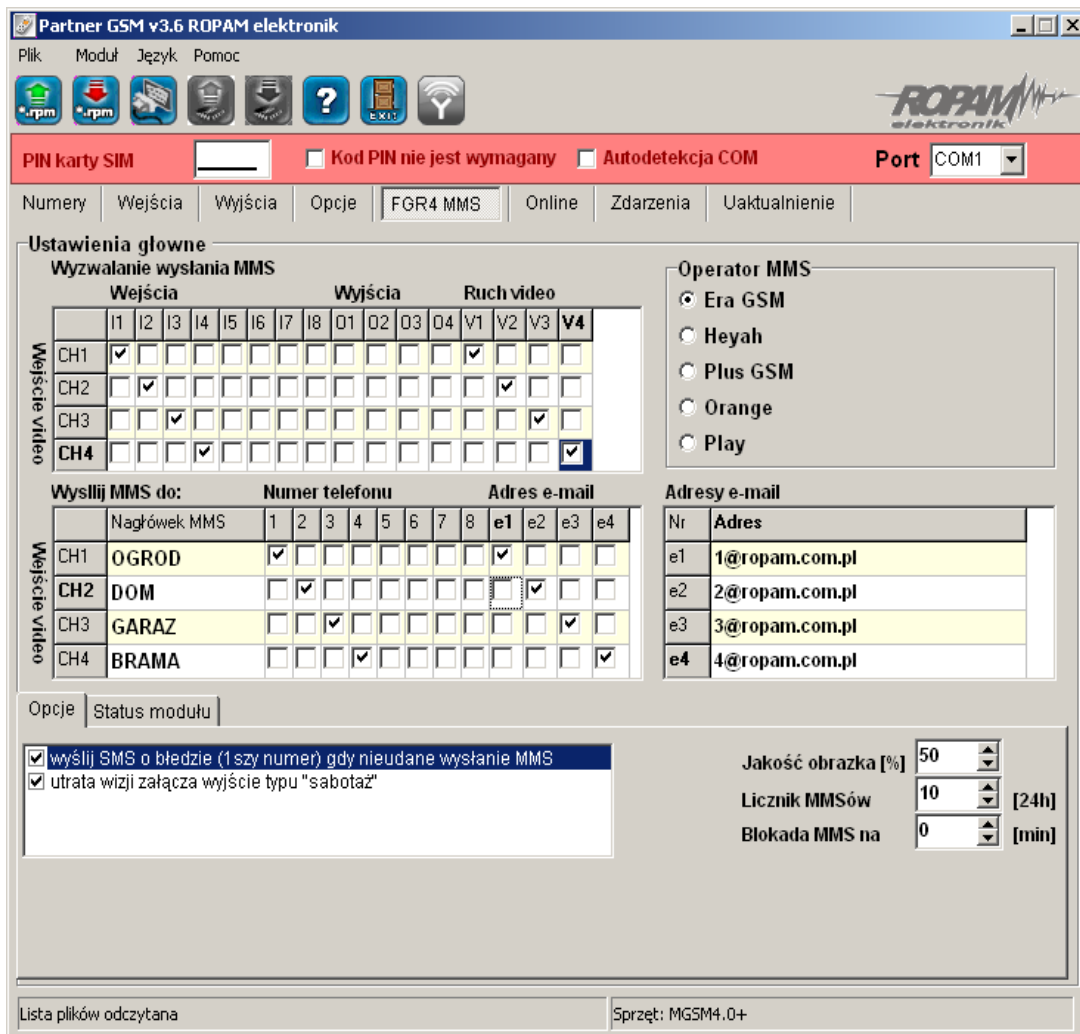 Partner GSM v3.6 ROPAM elektronik
Plik Moduł Język Pomoc
*.rpm *.rpm ? EXIT
ROPAM
elektronik
PIN karty SIM Kod PIN nie jest wymagany Autodetekcja COM Port COM1
Numery Wejścia Wyjścia Opcje FGR4 MMS Online Zdarzenia Uaktualnienie
Ustawienia głowne
Wyzwalanie wysłania MMS
Wejścia Wyjścia Ruch video
I1 I2 I3 I4 I5 I6 I7 I8 O1 O2 O3 O4 V1 V2 V3 V4
Wejście video
CH1
CH2
CH3
CH4
Operator MMS
Era GSM
Heyah
Plus GSM
Orange
Play
Wysllij MMS do: Numer telefonu Adres e-mail
Nagłówek MMS 1 2 3 4 5 6 7 8 e1 e2 e3 e4
Wejście video
CH1 OGROD
CH2 DOM
CH3 GARAZ
CH4 BRAMA
Adresy e-mail
Nr Adres
e1 1@ropam.com.pl
e2 2@ropam.com.pl
e3 3@ropam.com.pl
e4 4@ropam.com.pl
Opcje Status modułu
wyślij SMS o błedzie (1szy numer) gdy nieudane wysłanie MMS
utrata wizji załącza wyjście typu "sabotaż"
Jakość obrazka [%] 50
Licznik MMSów 10 [24h]
Blokada MMS na 0 [min]
Lista plików odczytana Sprzęt: MGSM4.0+